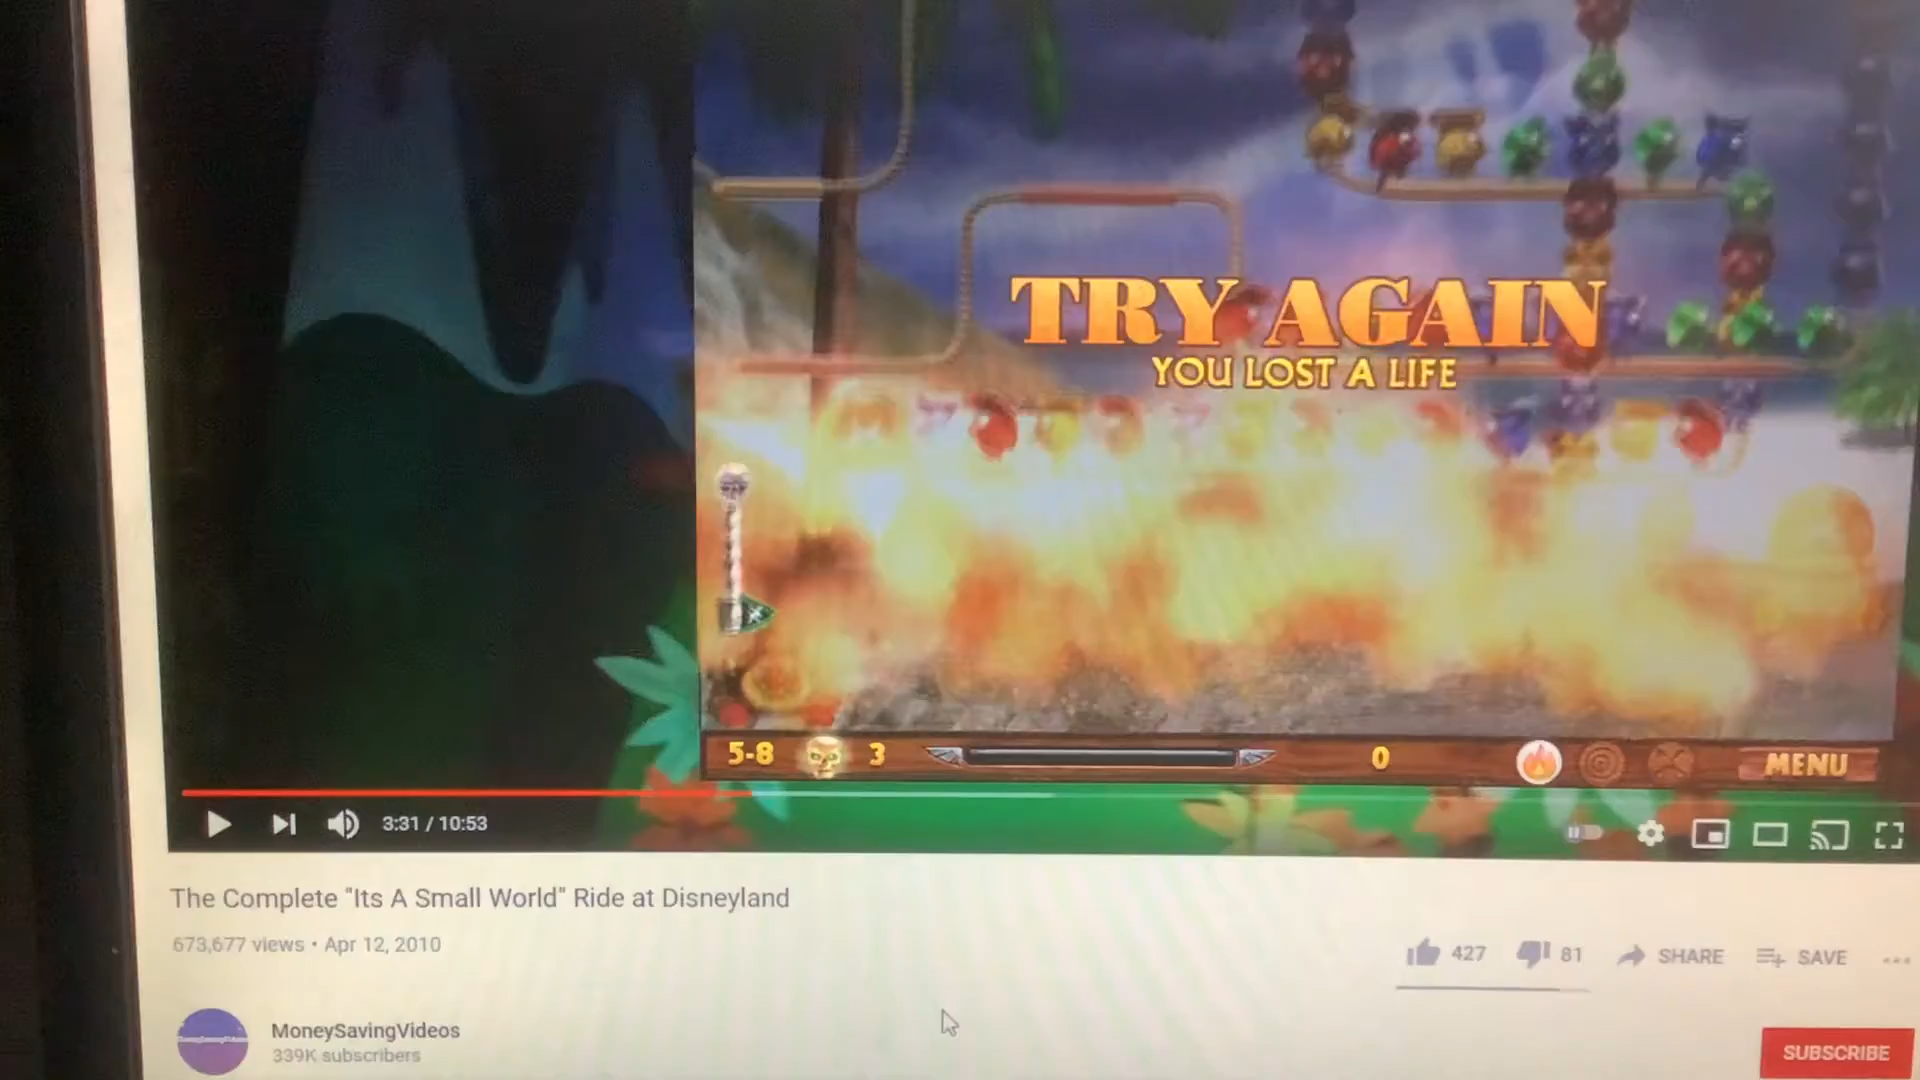 TRY AGAIN
YOU LOST A LIFE
5-8
3
0
MENU
3:31 / 10:53
The Complete "Its A Small World" Ride at Disneyland
673,677 views • Apr 12, 2010
427
81
SHARE
SAVE
MoneySavingVideos
339K subscribers
SUBSCRIBE